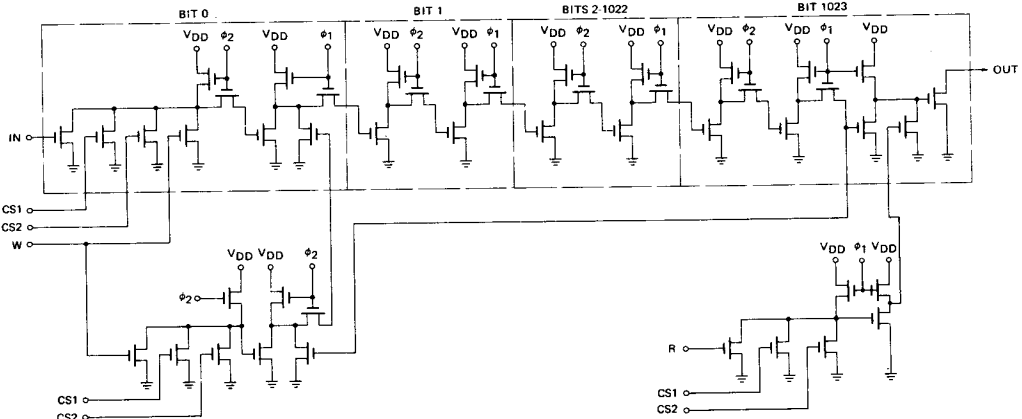 BIT 0 BIT 1 BITS 2-1022 BIT 1023
VDD φ2 VDD φ1 VDD φ2 VDD φ1 VDD φ2 VDD φ1 VDD φ2 VDD φ1 VDD
OUT
IN
CS1
CS2
W
VDD VDD φ2
φ2
VDD φ1 VDD
R
CS1
CS2
CS1
CS2